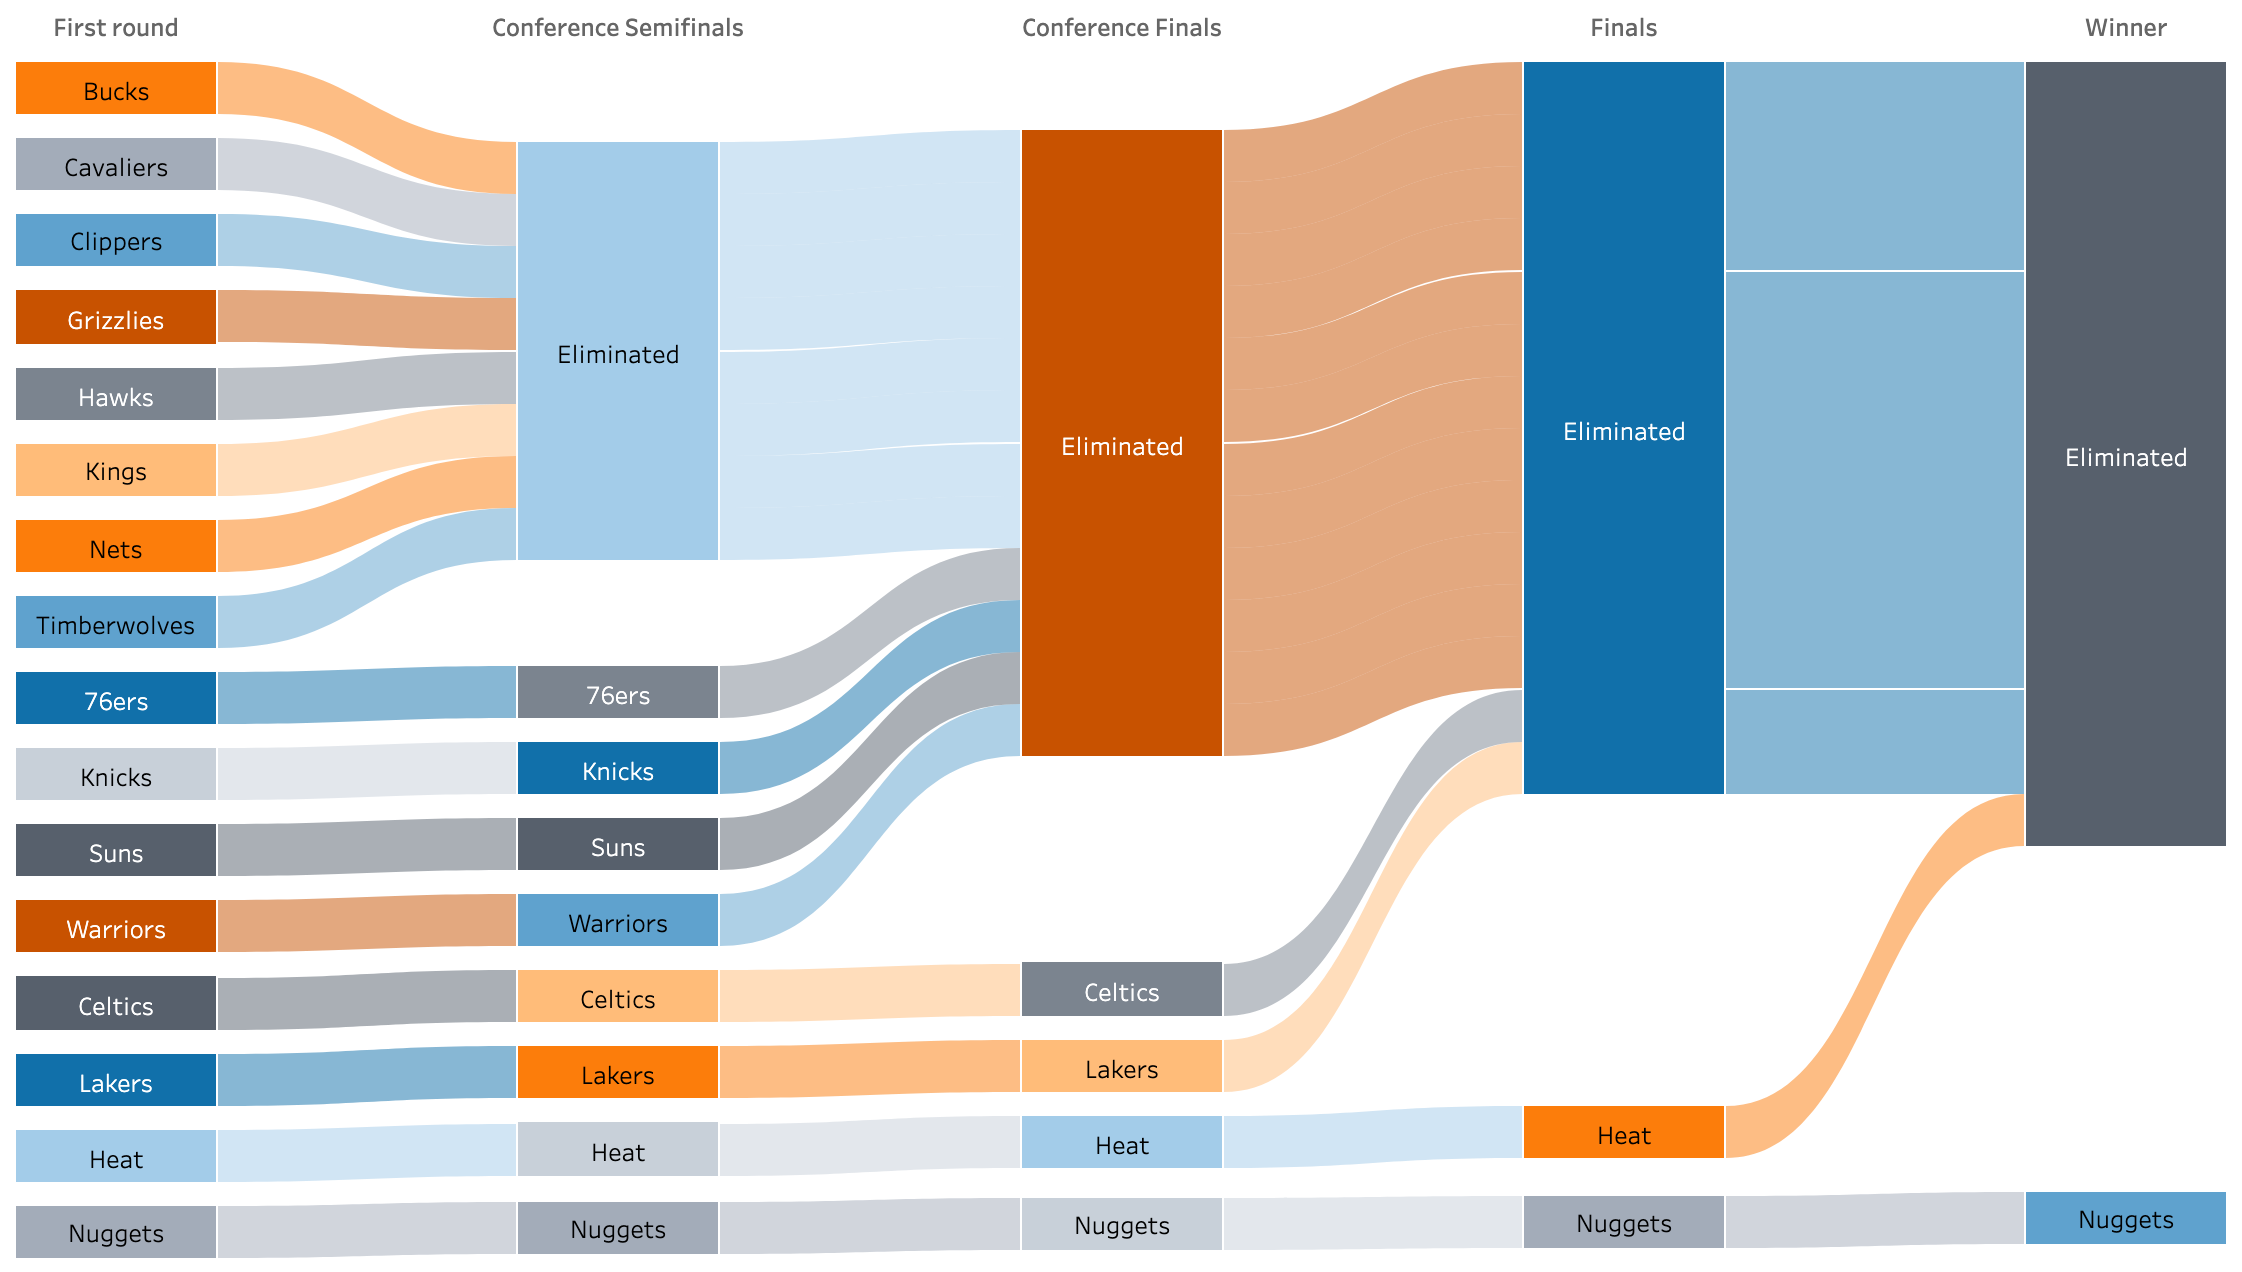 First round
Conference Semifinals
Conference Finals
Finals
Winner
Bucks
Cavaliers
Clippers
Grizzlies
Hawks
Kings
Nets
Timberwolves
76ers
Knicks
Suns
Warriors
Celtics
Lakers
Heat
Nuggets
Eliminated
76ers
Knicks
Suns
Warriors
Celtics
Lakers
Heat
Nuggets
Eliminated
Celtics
Lakers
Heat
Nuggets
Eliminated
Heat
Nuggets
Eliminated
Nuggets